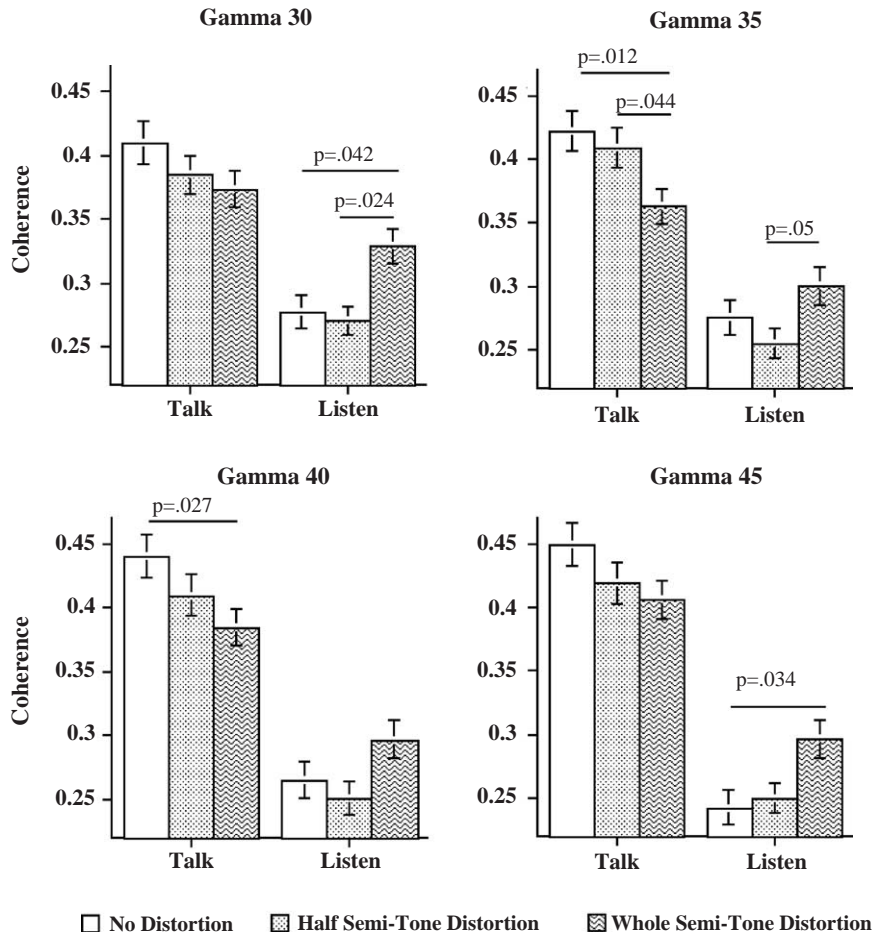 Gamma 30
Coherence
0.45
0.4
0.35
0.3
0.25
p=.042
p=.024
Talk
Listen
Gamma 35
0.45
0.4
0.35
0.3
0.25
p=.012
p=.044
p=.05
Talk
Listen
Gamma 40
Coherence
0.45
0.4
0.35
0.3
0.25
p=.027
Talk
Listen
Gamma 45
0.45
0.4
0.35
0.3
0.25
p=.034
Talk
Listen
No Distortion
Half Semi-Tone Distortion
Whole Semi-Tone Distortion